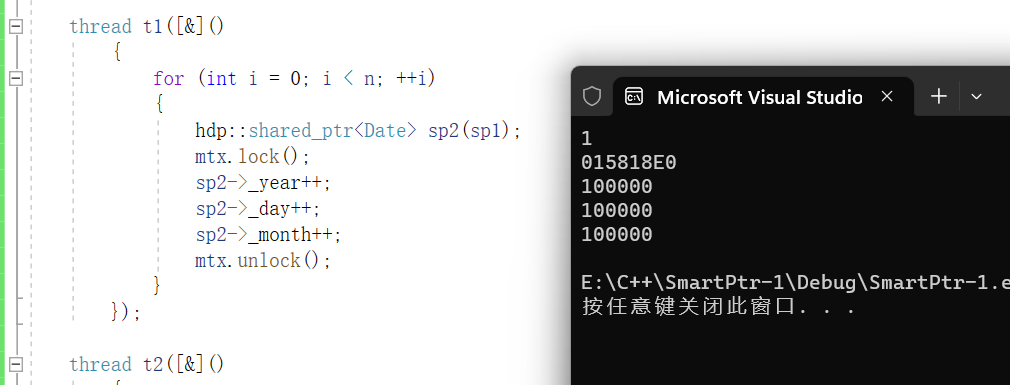 thread t1([&]()
{
for (int i = 0; i < n; ++i)
{
hdp::shared_ptr<Date> sp2(sp1);
mtx.lock();
sp2->_year++;
sp2->_day++;
sp2->_month++;
mtx.unlock();
}
});
thread t2([&]()
Microsoft Visual Studio
1
015818E0
100000
100000
100000
E:\C++\SmartPtr-1\Debug\SmartPtr-1.e
按任意键关闭此窗口. . .